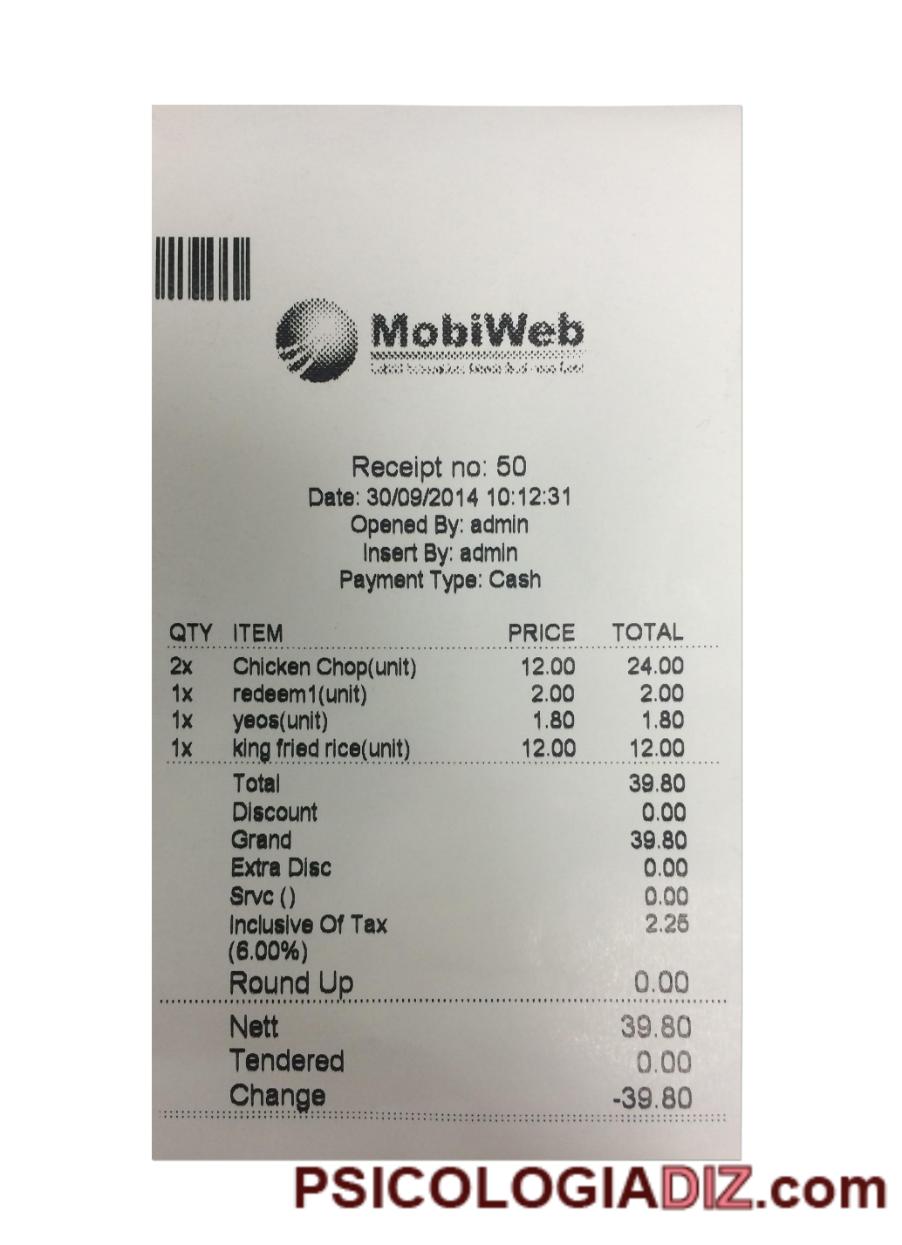 MobiWeb
Receipt no: 50
Date: 30/09/2014 10:12:31
Opened By: admin
Insert By: admin
Payment Type: Cash
QTY ITEM PRICE TOTAL
2x Chicken Chop(unit) 12.00 24.00
1x redeem1(unit) 2.00 2.00
1x yeos(unit) 1.80 1.80
1x king fried rice(unit) 12.00 12.00
Total 39.80
Discount 0.00
Grand 39.80
Extra Disc 0.00
Srvc () 0.00
Inclusive Of Tax 2.25
(6.00%)
Round Up 0.00
Nett 39.80
Tendered 0.00
Change -39.80
PSICOLOGIADIZ.com